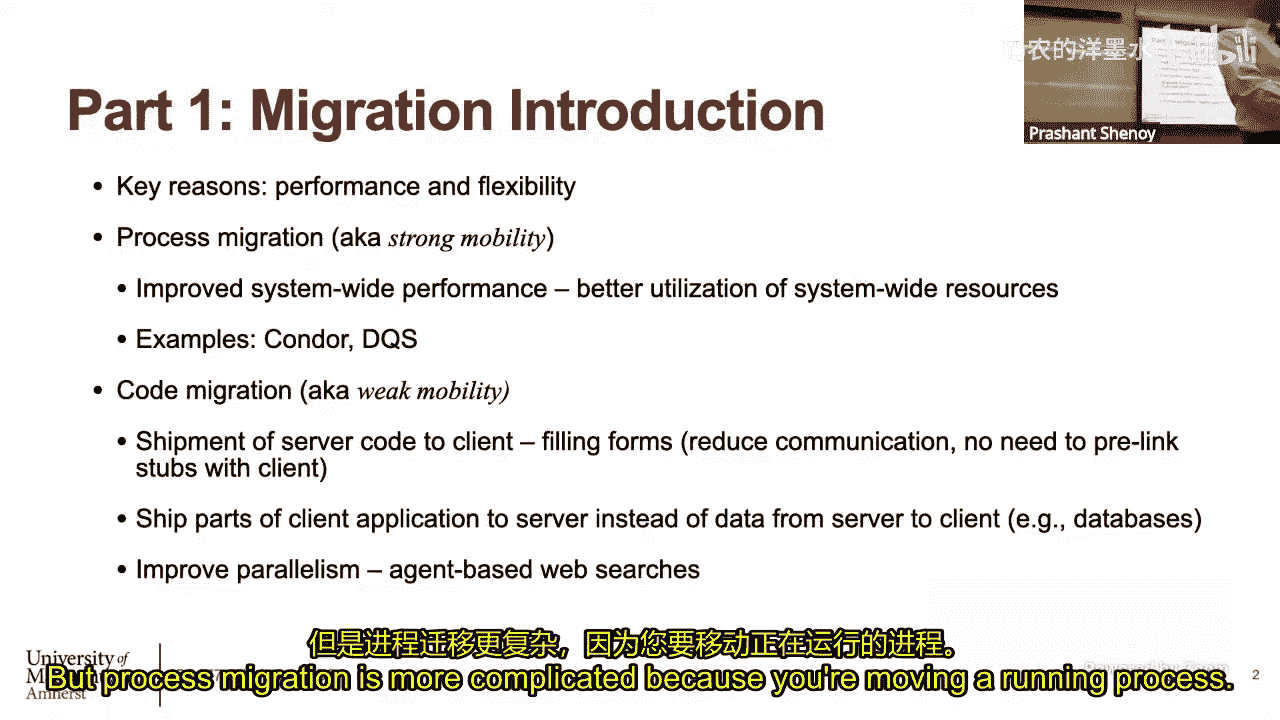 Part 1: Migration Introduction
农的洋墨水
bilibili
Prashant Shenoy
• Key reasons: performance and flexibility
• Process migration (aka strong mobility)
• Improved system-wide performance – better utilization of system-wide resources
• Examples: Condor, DQS
• Code migration (aka weak mobility)
• Shipment of server code to client – filling forms (reduce communication, no need to pre-link
stubs with client)
• Ship parts of client application to server instead of data from server to client (e.g., databases)
• Improve parallelism – agent-based web searches
但是进程迁移更复杂，因为您要移动正在运行的进程。
University of
Amherst
But process migration is more complicated because you're moving a running process.
2